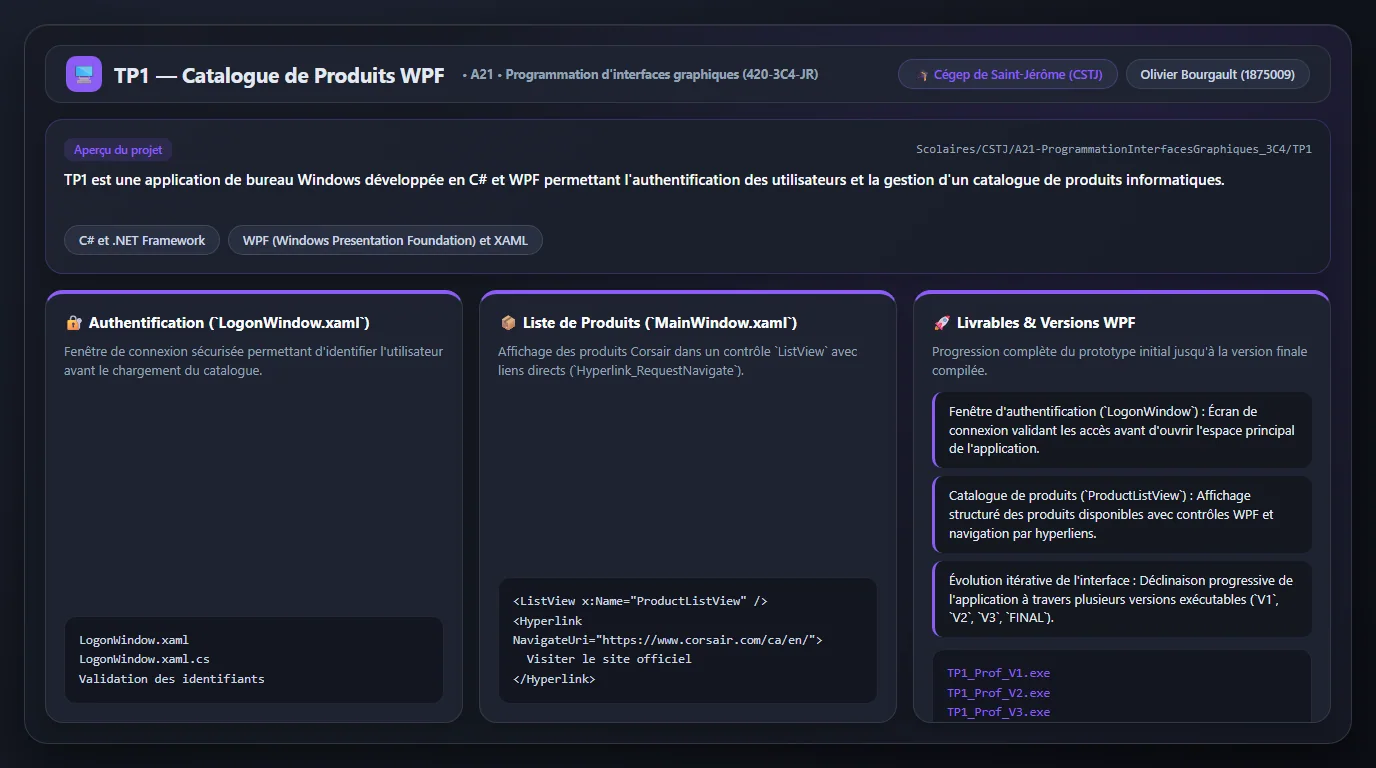 TP1 — Catalogue de Produits WPF
• A21 • Programmation d'interfaces graphiques (420-3C4-JR)
Cégep de Saint-Jérôme (CSTJ)
Olivier Bourgault (1875009)
Aperçu du projet
Scolaires/CSTJ/A21-ProgrammationInterfacesGraphiques_3C4/TP1
TP1 est une application de bureau Windows développée en C# et WPF permettant l'authentification des utilisateurs et la gestion d'un catalogue de produits informatiques.
C# et .NET Framework
WPF (Windows Presentation Foundation) et XAML
Authentification (`LogonWindow.xaml`)
Fenêtre de connexion sécurisée permettant d'identifier l'utilisateur
avant le chargement du catalogue.
LogonWindow.xaml
LogonWindow.xaml.cs
Validation des identifiants
Liste de Produits (`MainWindow.xaml`)
Affichage des produits Corsair dans un contrôle `ListView` avec
liens directs (`Hyperlink_RequestNavigate`).
<ListView x:Name="ProductListView" />
<Hyperlink
NavigateUri="https://www.corsair.com/ca/en/">
  Visiter le site officiel
</Hyperlink>
Livrables & Versions WPF
Progression complète du prototype initial jusqu'à la version finale
compilée.
Fenêtre d'authentification (`LogonWindow`) : Écran de
connexion validant les accès avant d'ouvrir l'espace principal
de l'application.
Catalogue de produits (`ProductListView`) : Affichage
structuré des produits disponibles avec contrôles WPF et
navigation par hyperliens.
Évolution itérative de l'interface : Déclinaison progressive de
l'application à travers plusieurs versions exécutables (`V1`,
`V2`, `V3`, `FINAL`).
TP1_Prof_V1.exe
TP1_Prof_V2.exe
TP1_Prof_V3.exe